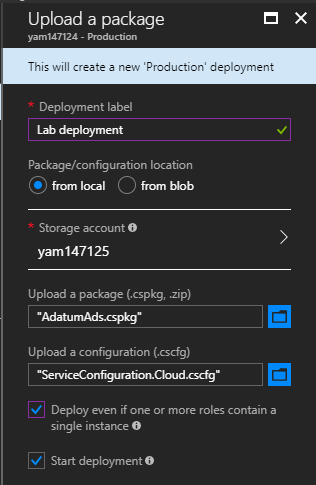 Upload a package
yam147124 - Production
This will create a new 'Production' deployment
* Deployment label
Lab deployment
Package/configuration location
from local from blob
* Storage account
yam147125
Upload a package (.cspkg, .zip)
"AdatumAds.cspkg"
Upload a configuration (.cscfg)
"ServiceConfiguration.Cloud.cscfg"
Deploy even if one or more roles contain a
single instance
Start deployment